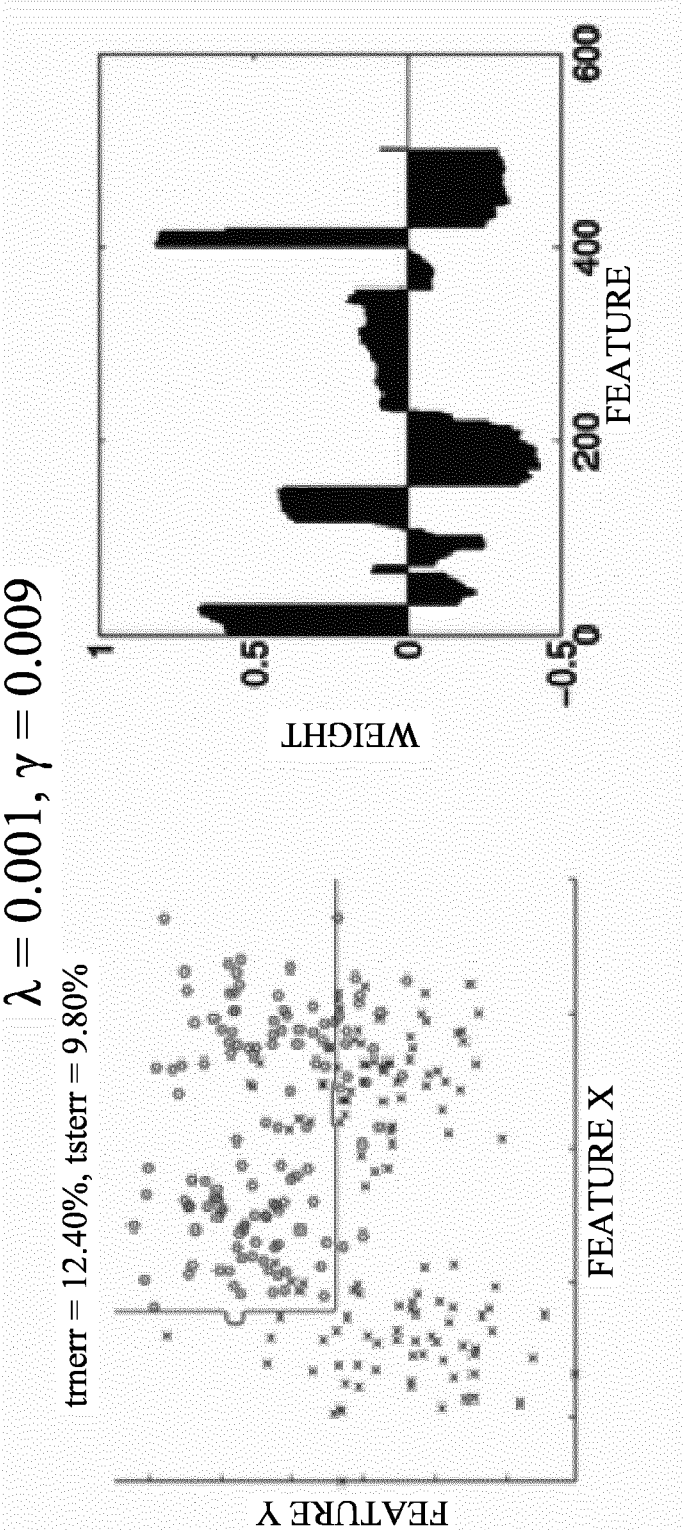 λ = 0.001, γ = 0.009
trnerr = 12.40%, tsterr = 9.80%
FEATURE Y
FEATURE X
WEIGHT
1
0.5
0
-0.5
0
200
400
600
FEATURE